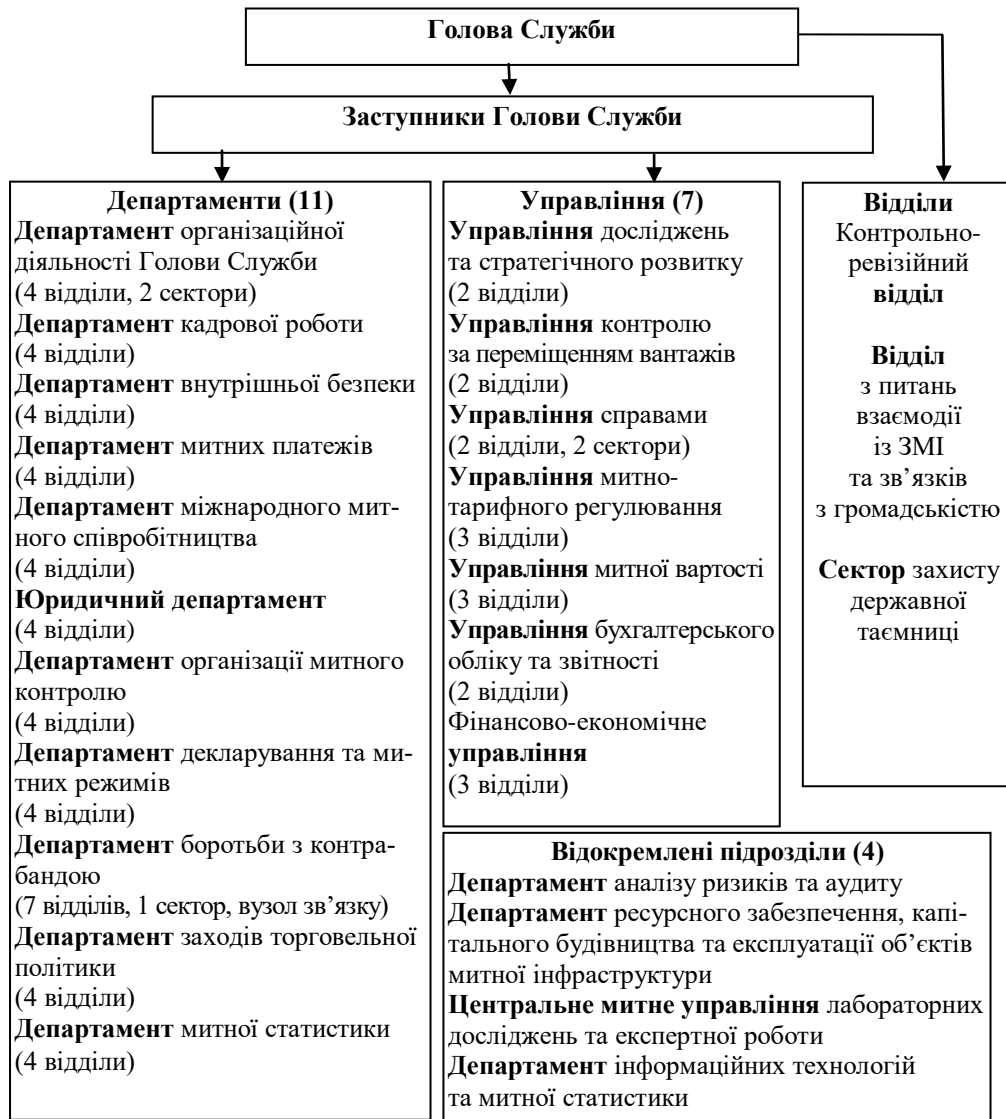 Голова Служби
Заступники Голови Служби
Департаменти (11)
Департамент організаційної
діяльності Голови Служби
(4 відділи, 2 сектори)
Департамент кадрової роботи
(4 відділи)
Департамент внутрішньої безпеки
(4 відділи)
Департамент митних платежів
(4 відділи)
Департамент міжнародного мит-
ного співробітництва
(4 відділи)
Юридичний департамент
(4 відділи)
Департамент організації митного
контролю
(4 відділи)
Департамент декларування та ми-
тних режимів
(4 відділи)
Департамент боротьби з контра-
бандою
(7 відділів, 1 сектор, вузол зв’язку)
Департамент заходів торговельної
політики
(4 відділи)
Департамент митної статистики
(4 відділи)
Управління (7)
Управління досліджень
та стратегічного розвитку
(2 відділи)
Управління контролю
за переміщенням вантажів
(2 відділи)
Управління справами
(2 відділи, 2 сектори)
Управління митно-
тарифного регулювання
(3 відділи)
Управління митної вартості
(3 відділи)
Управління бухгалтерського
обліку та звітності
(2 відділи)
Фінансово-економічне
управління
(3 відділи)
Відділи
Контрольно-
ревізійний
відділ
Відділ
з питань
взаємодії
із ЗМІ
та зв’язків
з громадськістю
Сектор захисту
державної
таємниці
Відокремлені підрозділи (4)
Департамент аналізу ризиків та аудиту
Департамент ресурсного забезпечення, капі-
тального будівництва та експлуатації об’єктів
митної інфраструктури
Центральне митне управління лабораторних
досліджень та експертної роботи
Департамент інформаційних технологій
та митної статистики